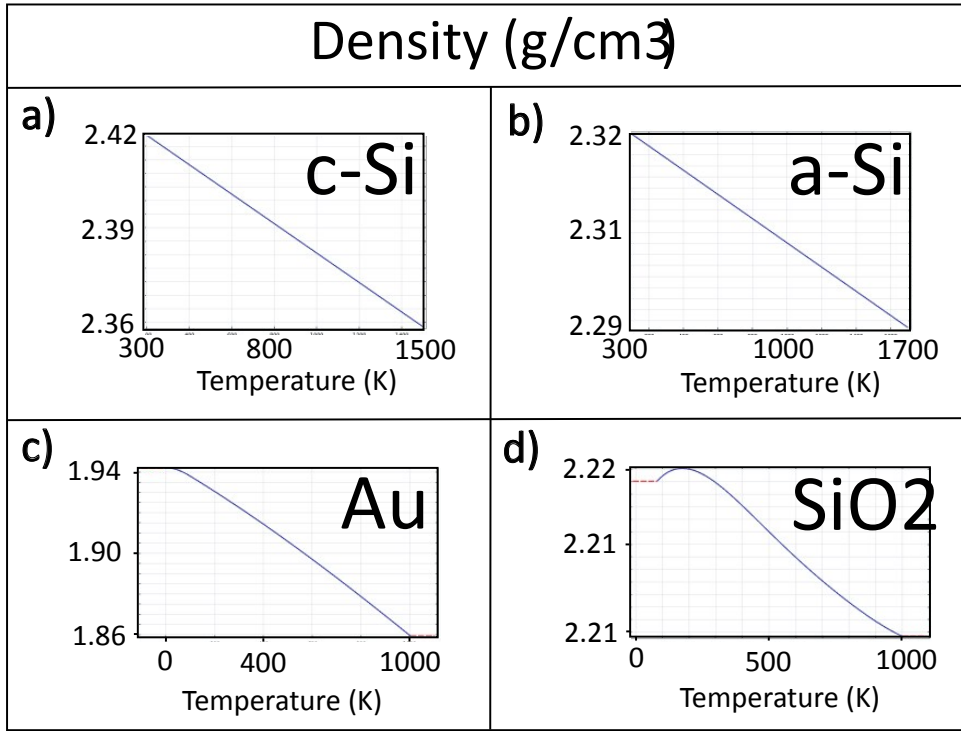 Density (g/cm3)
a)
c-Si
2.42
2.39
2.36
300 800 1500
Temperature (K)
b)
a-Si
2.32
2.31
2.29
300 1000 1700
Temperature (K)
c)
Au
1.94
1.90
1.86
0 400 1000
Temperature (K)
d)
SiO2
2.22
2.21
2.21
0 500 1000
Temperature (K)